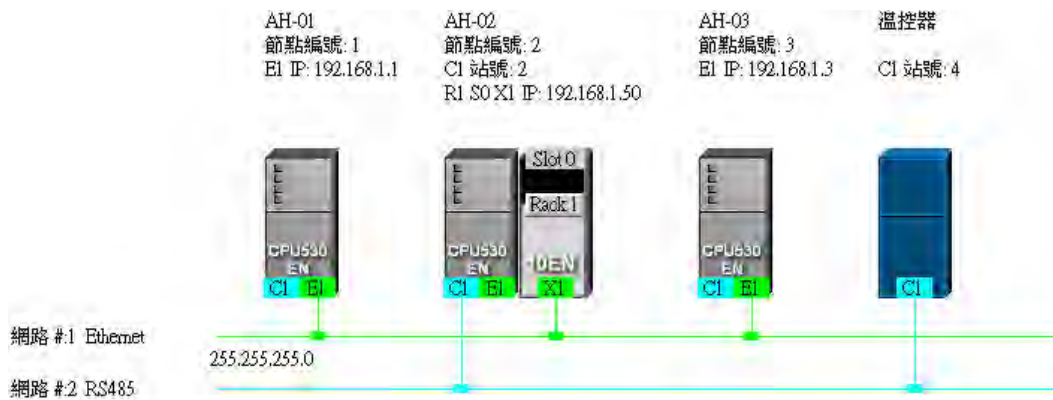 AH-01
節點編號: 1
E1 IP: 192.168.1.1
AH-02
節點編號: 2
C1 站號: 2
R1 S0 X1 IP: 192.168.1.50
AH-03
節點編號: 3
E1 IP: 192.168.1.3
溫控器
C1 站號: 4
CPU530
EN
C1 E1
CPU530
EN
C1 E1
Slot 0
Rack 1
10EN
X1
CPU530
EN
C1 E1
C1
網路 #:1 Ethernet
255.255.255.0
網路 #:2 RS485